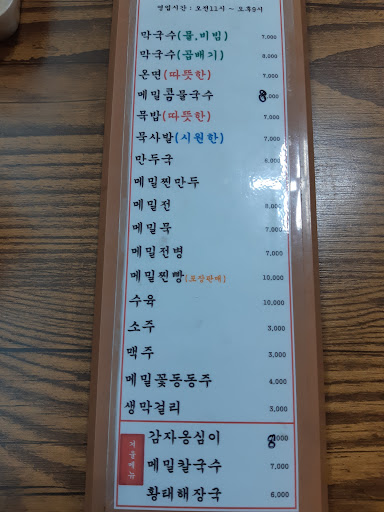 영업시간 : 오전11시 ~ 오후9시
막국수(물,비빔) 7,000
막국수(곱배기) 8,000
온면(따뜻한) 7,000
메밀콩물국수 8,000
묵밥(따뜻한) 7,000
묵사발(시원한) 7,000
만두국 6,000
메밀찐만두
메밀전
메밀묵 7,000
메밀전병 7,000
메밀찐빵(포장판매) 10,000
수육 10,000
소주 3,000
맥주 3,000
메밀꽃동동주 4,000
생막걸리 3,000
겨울메뉴
감자옹심이 8,000
메밀칼국수 7,000
황태해장국 6,000